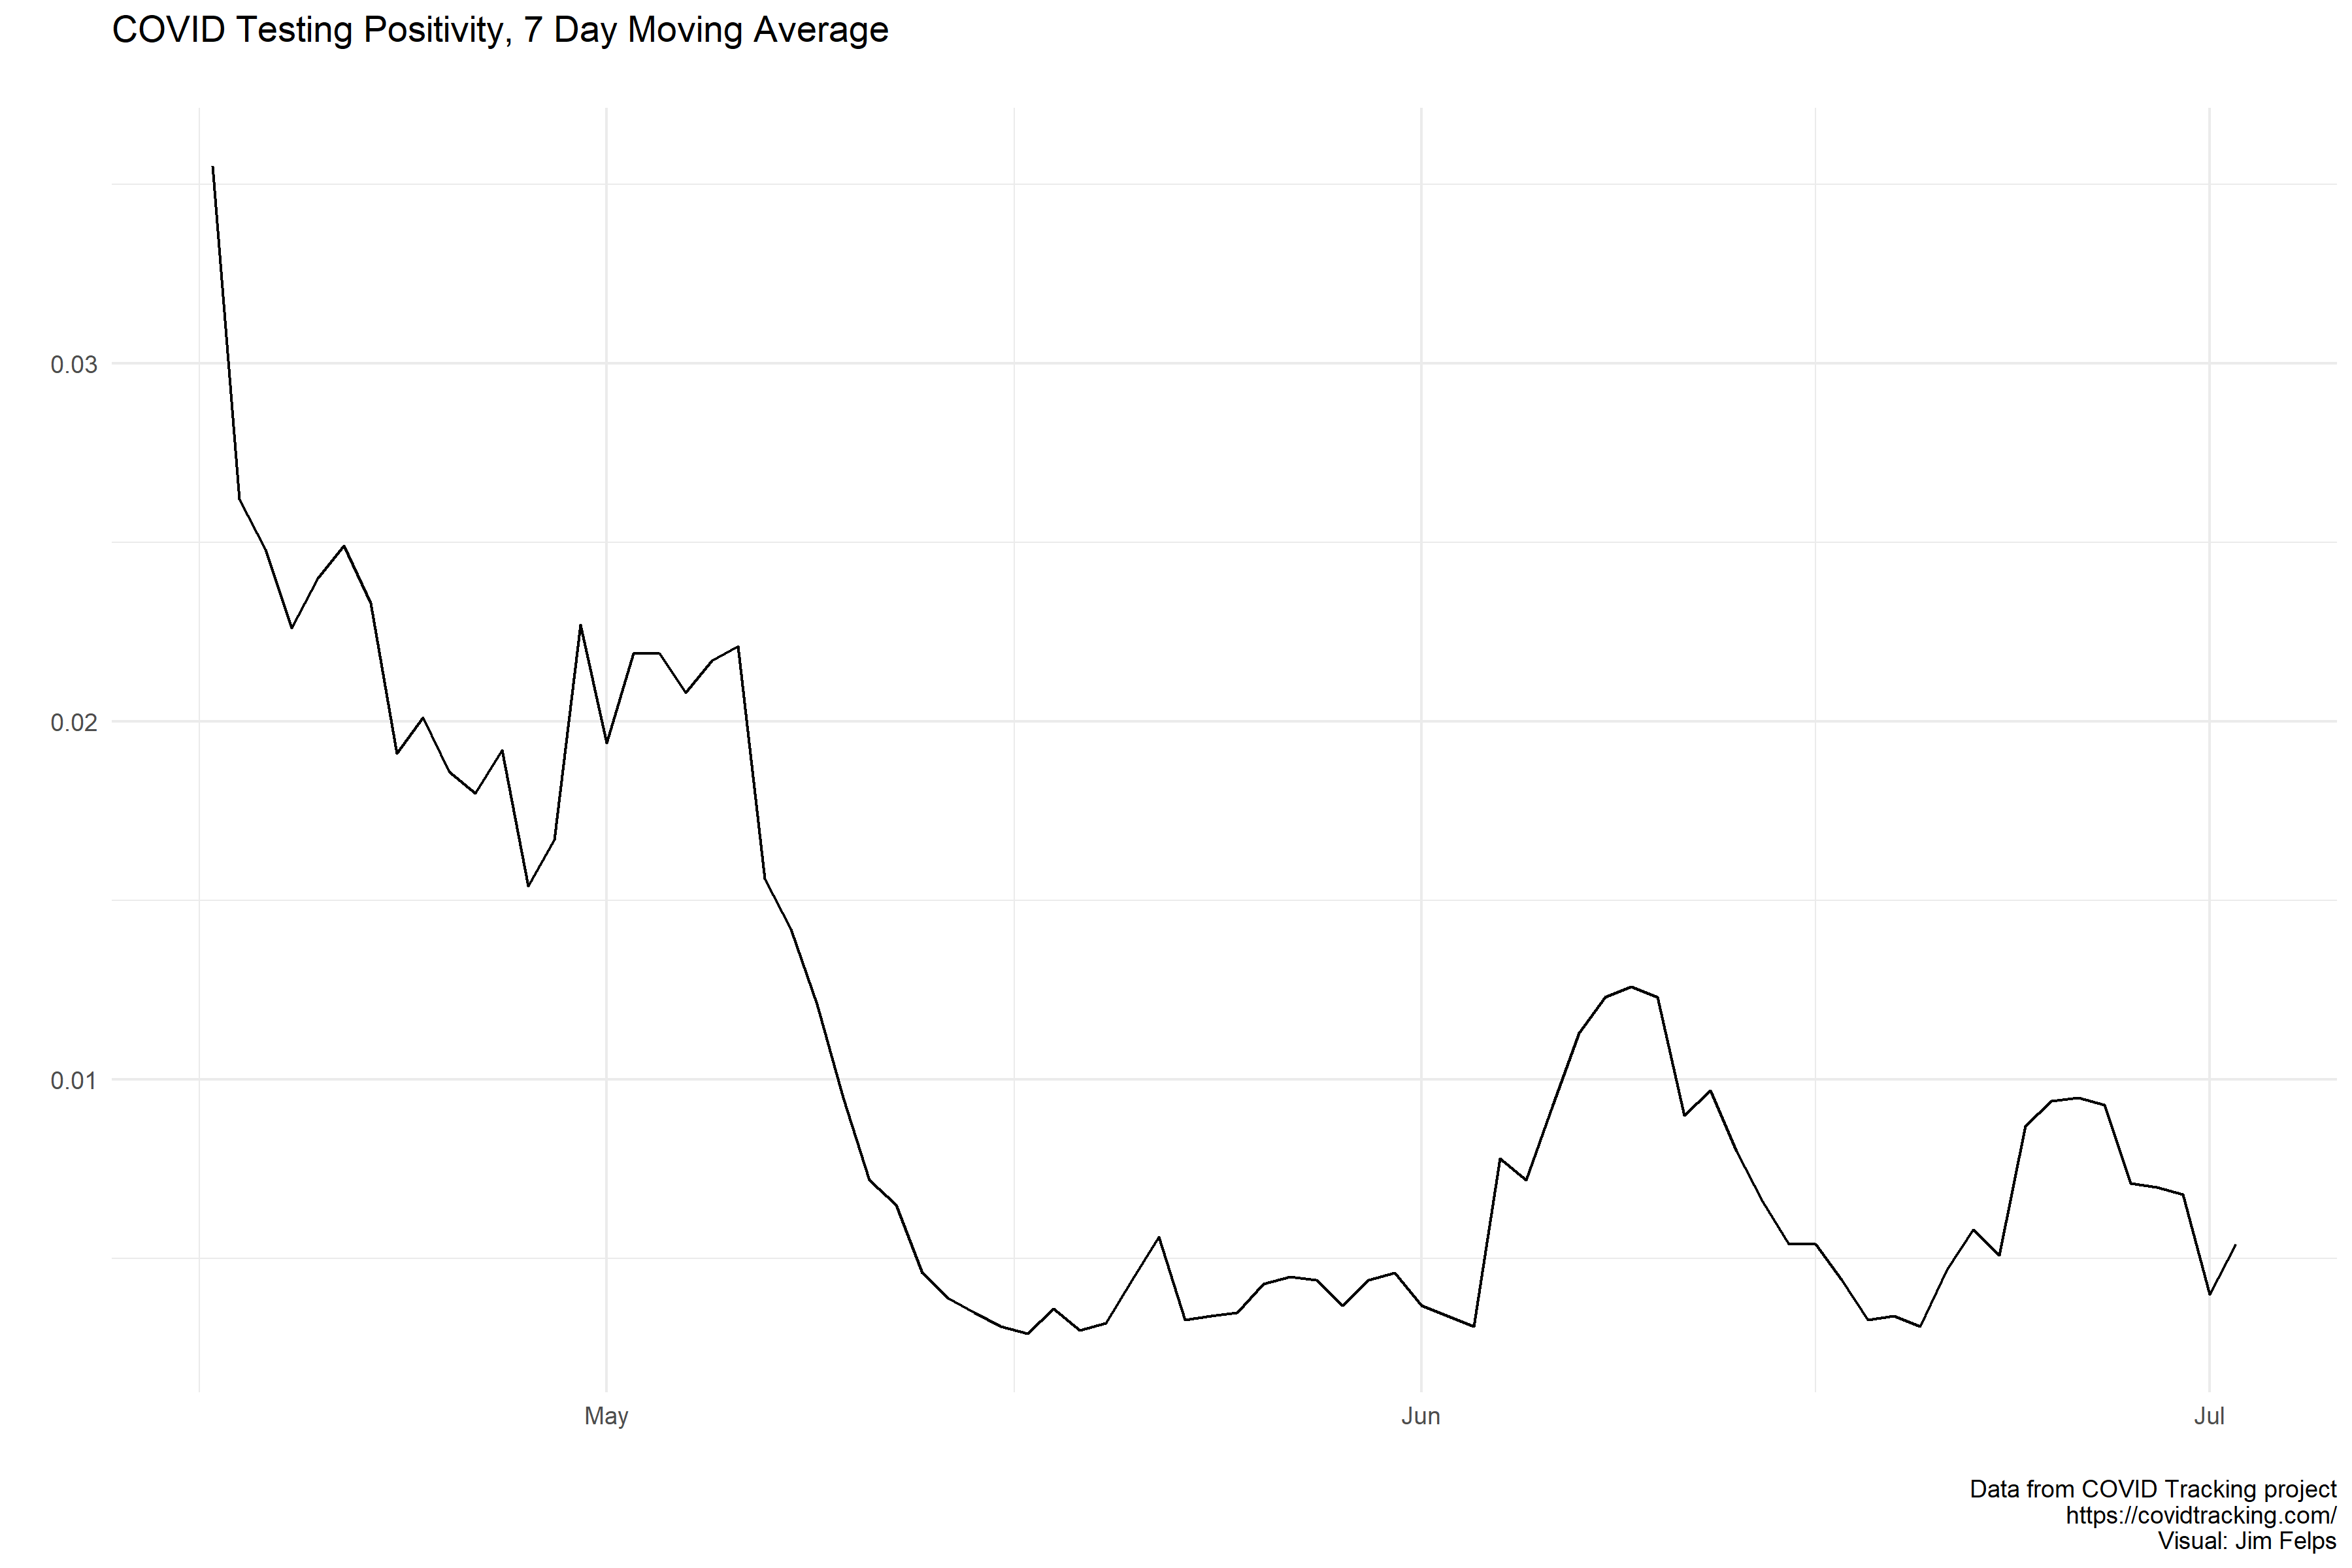 COVID Testing Positivity, 7 Day Moving Average
0.03
0.02
0.01
May
Jun
Jul
Data from COVID Tracking project
https://covidtracking.com/
Visual: Jim Felps